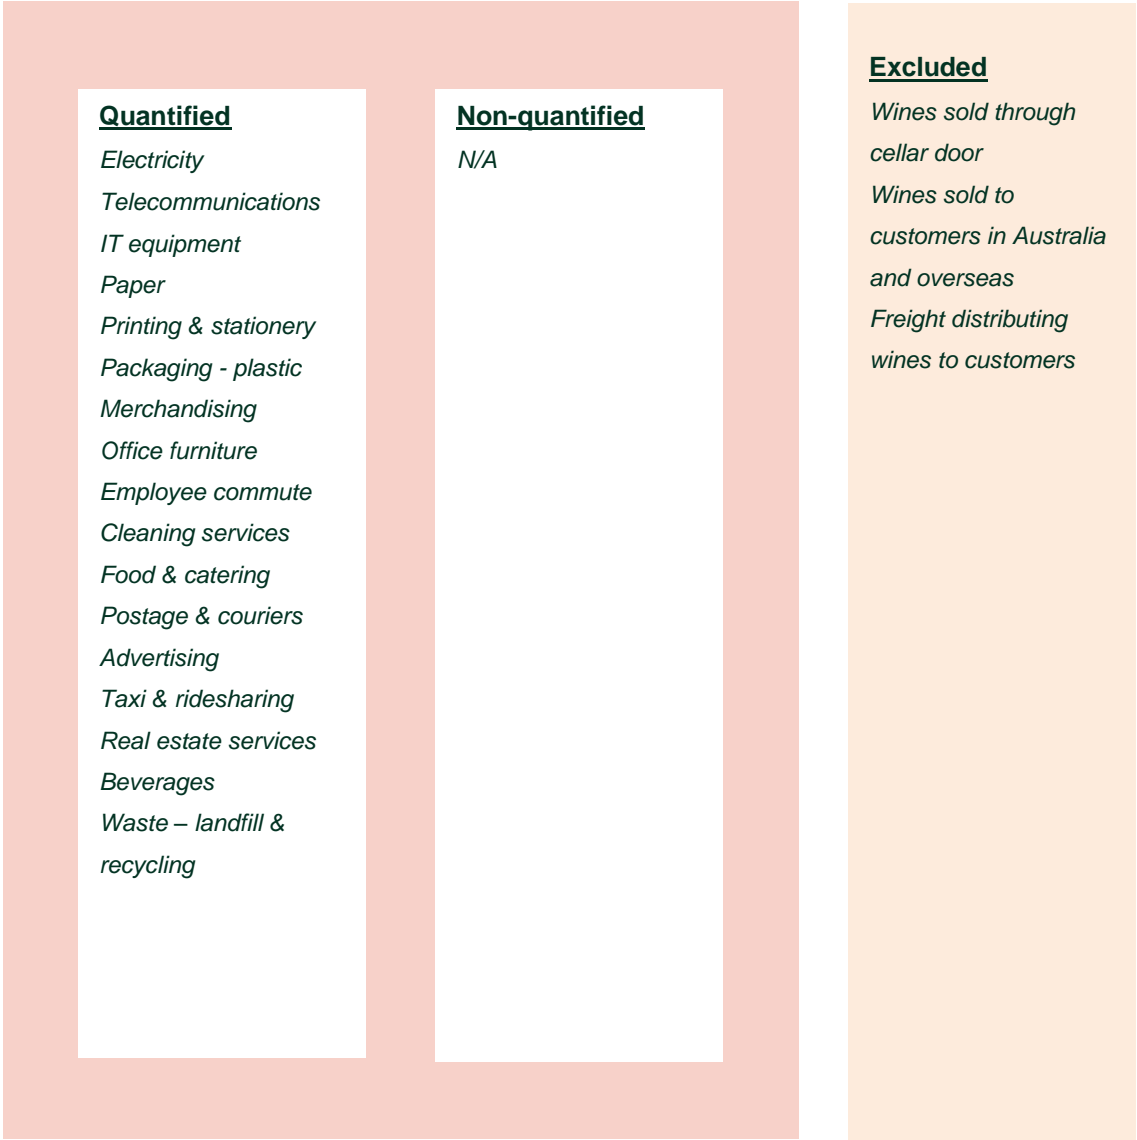 Quantified
Electricity
Telecommunications
IT equipment
Paper
Printing & stationery
Packaging - plastic
Merchandising
Office furniture
Employee commute
Cleaning services
Food & catering
Postage & couriers
Advertising
Taxi & ridesharing
Real estate services
Beverages
Waste – landfill &
recycling
Non-quantified
N/A
Excluded
Wines sold through
cellar door
Wines sold to
customers in Australia
and overseas
Freight distributing
wines to customers